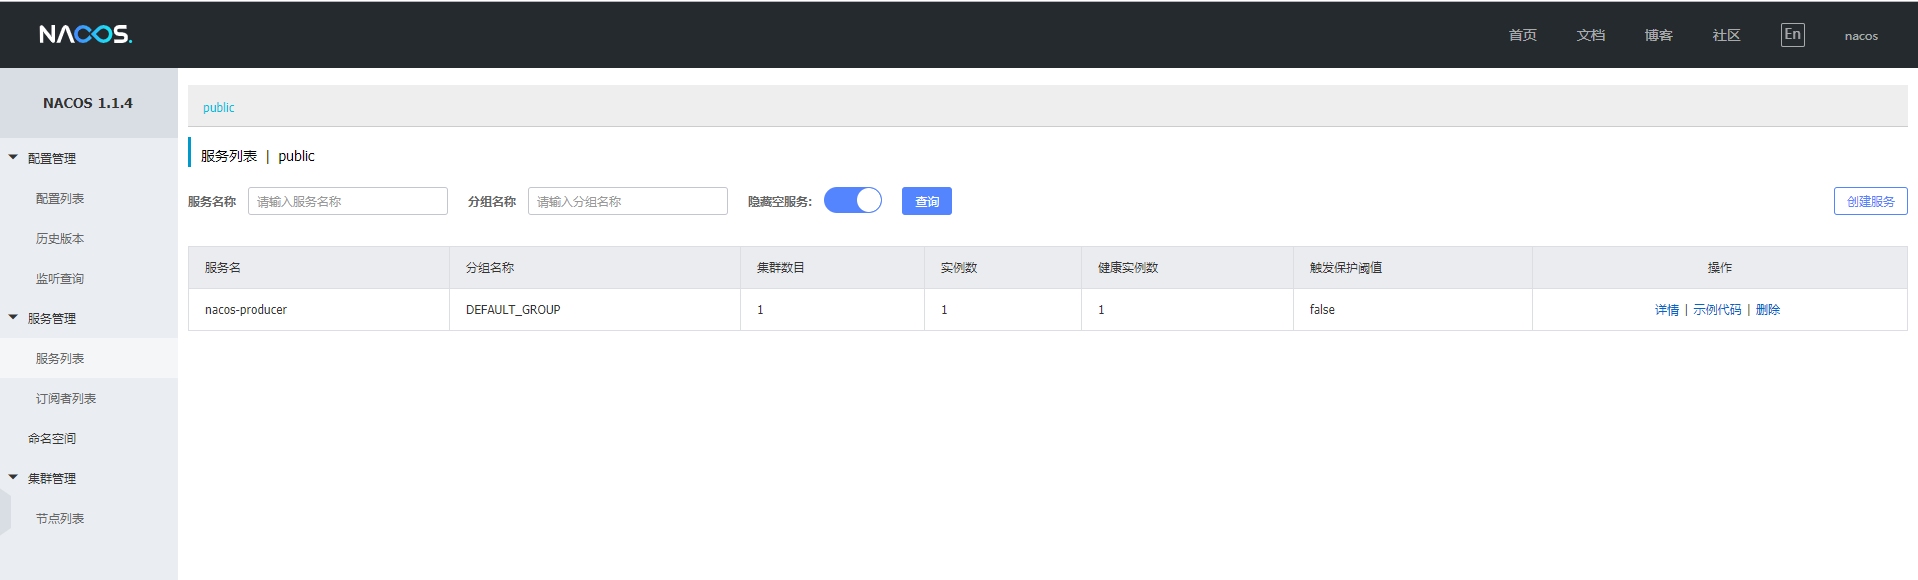 NACOS.
首页 文档 博客 社区 En nacos
NACOS 1.1.4
配置管理
配置列表
历史版本
监听查询
服务管理
服务列表
订阅者列表
命名空间
集群管理
节点列表
public
服务列表 | public
服务名称 请输入服务名称 分组名称 请输入分组名称 隐藏空服务: 查询 创建服务
服务名 分组名称 集群数目 实例数 健康实例数 触发保护阈值 操作
nacos-producer DEFAULT_GROUP 1 1 1 false 详情 | 示例代码 | 删除